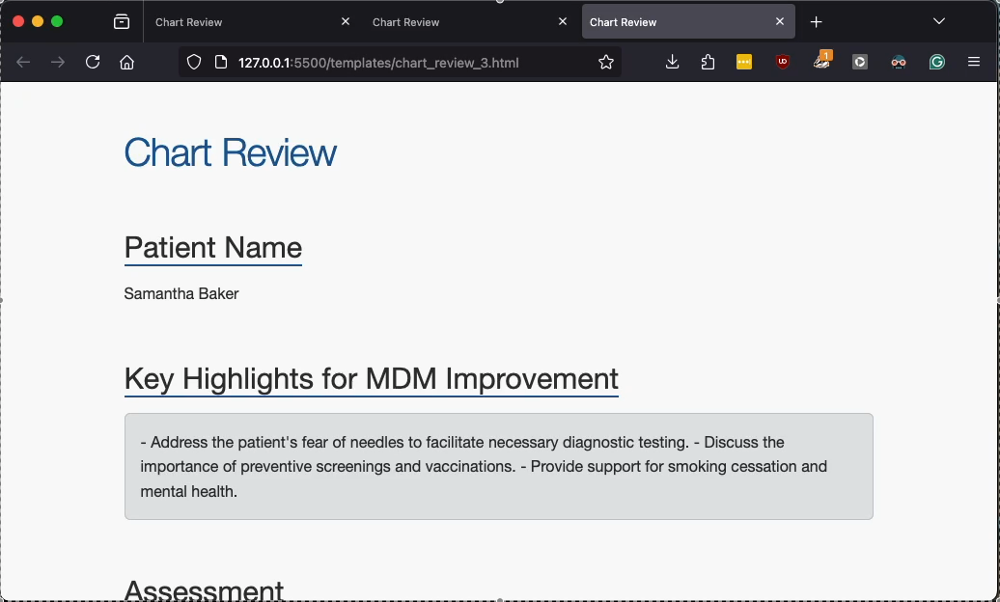 Chart Review
Chart Review
Chart Review
127.0.0.1:5500/templates/chart_review_3.html
1
Chart Review
Patient Name
Samantha Baker
Key Highlights for MDM Improvement
- Address the patient's fear of needles to facilitate necessary diagnostic testing. - Discuss the
importance of preventive screenings and vaccinations. - Provide support for smoking cessation and
mental health.
Assessment